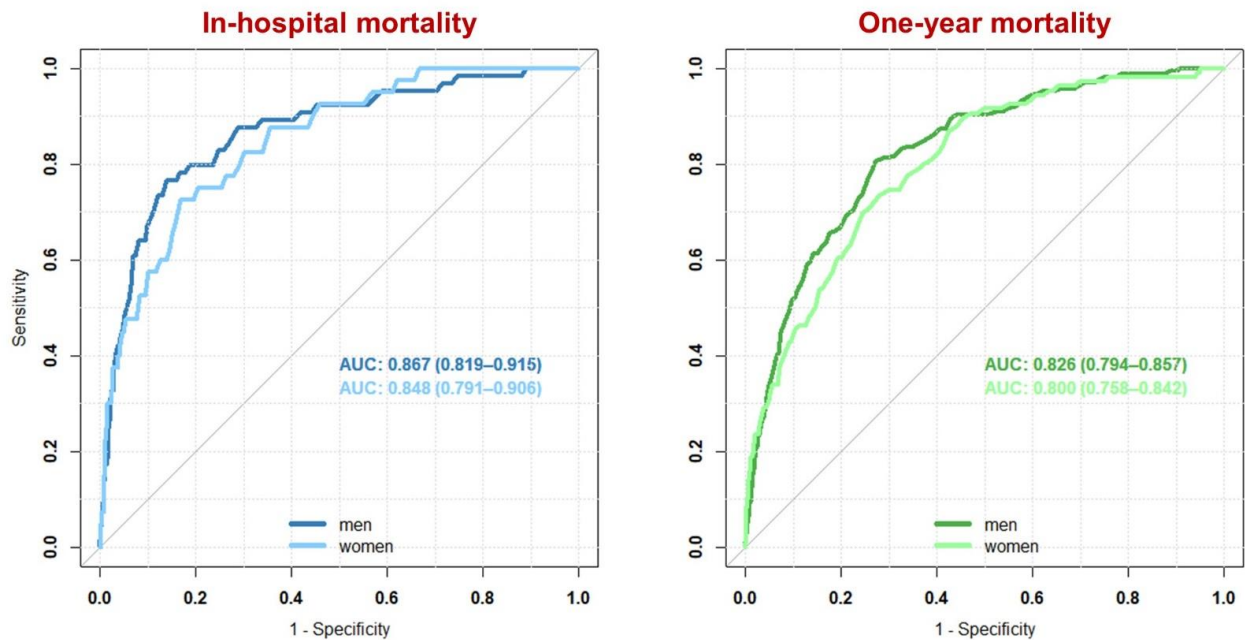 In-hospital mortality
1.0
0.8
0.6
0.4
0.2
0.0
Sensitivity
AUC: 0.867 (0.819–0.915)
AUC: 0.848 (0.791–0.906)
men
women
0.0 0.2 0.4 0.6 0.8 1.0
1 - Specificity
One-year mortality
1.0
0.8
0.6
0.4
0.2
0.0
AUC: 0.826 (0.794–0.857)
AUC: 0.800 (0.758–0.842)
men
women
0.0 0.2 0.4 0.6 0.8 1.0
1 - Specificity